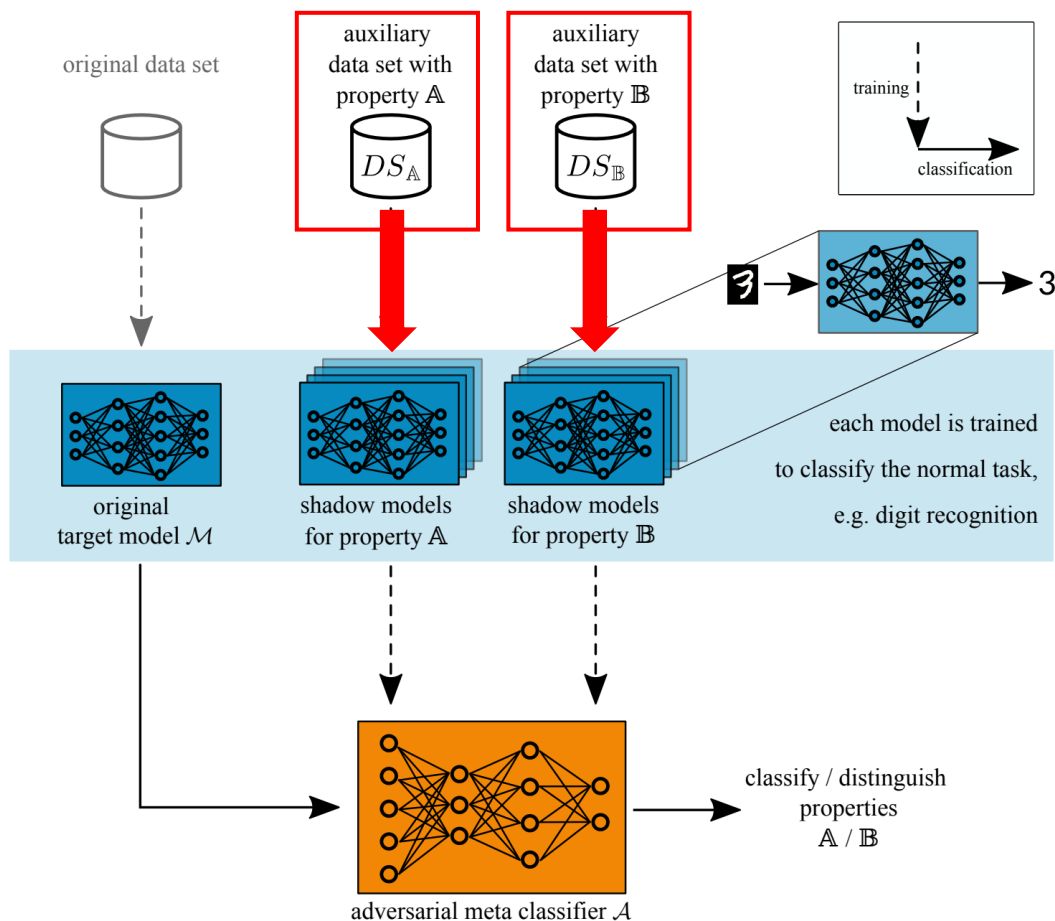 original data set
auxiliary
data set with
property 𝔸
DS𝔸
auxiliary
data set with
property 𝔹
DS𝔹
training
classification
3
3
original
target model ℳ
shadow models
for property 𝔸
shadow models
for property 𝔹
each model is trained
to classify the normal task,
e.g. digit recognition
classify / distinguish
properties
𝔸 / 𝔹
adversarial meta classifier 𝒜